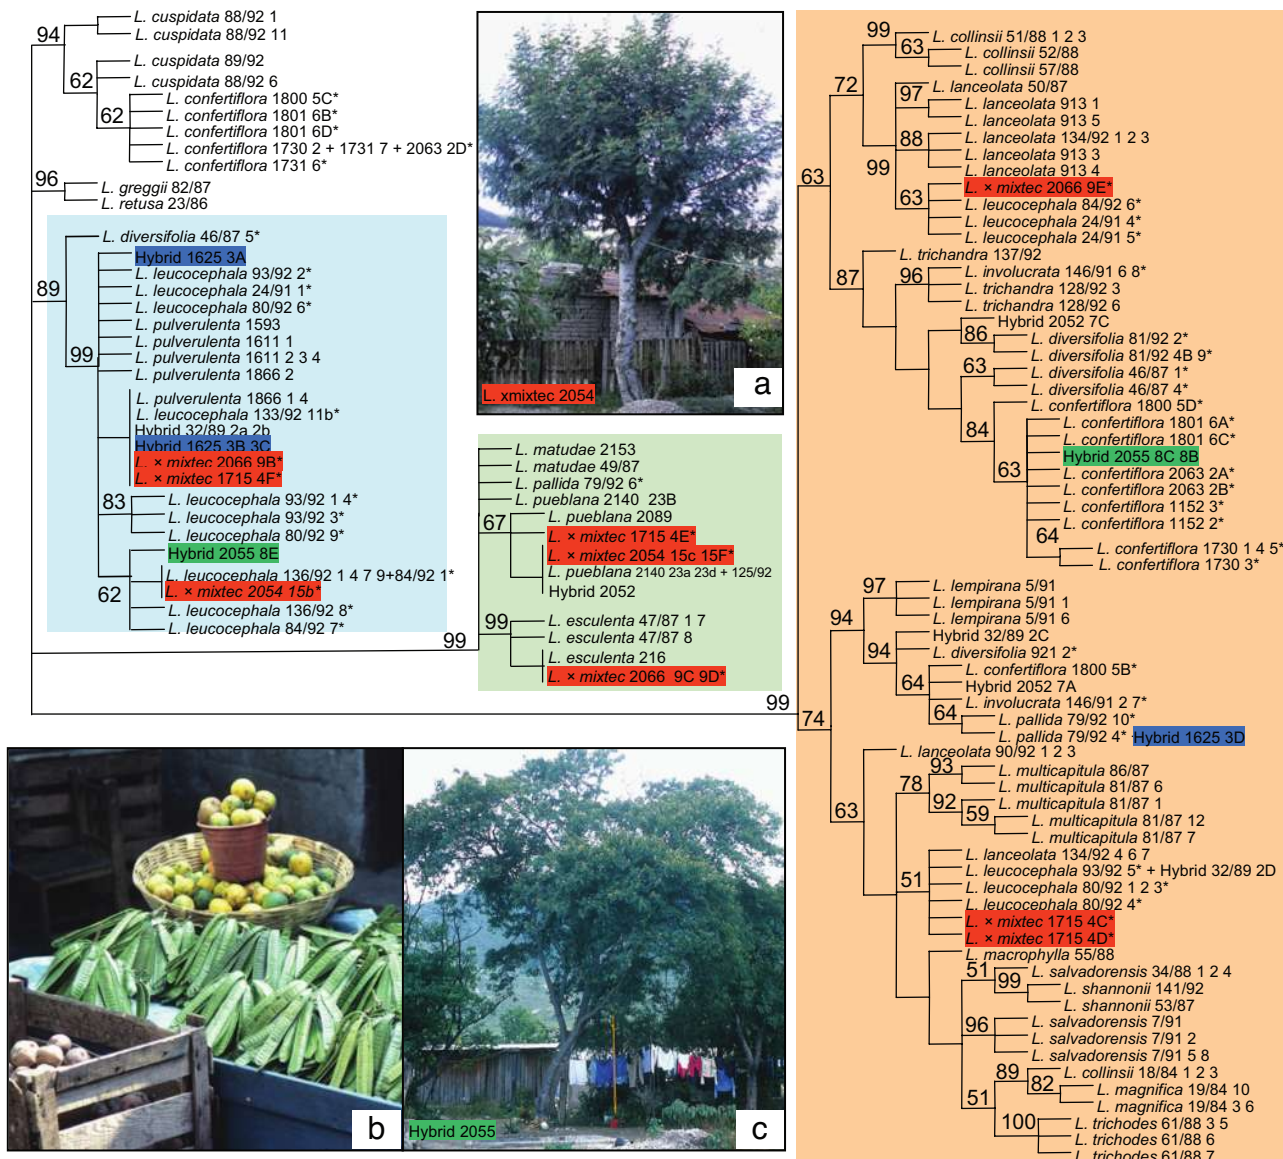 94
L. cuspidata 88/92 1
L. cuspidata 88/92 11
62
L. cuspidata 89/92
L. cuspidata 88/92 6
62
L. confertiflora 1800 5C*
L. confertiflora 1801 6B*
L. confertiflora 1801 6D*
L. confertiflora 1730 2 + 1731 7 + 2063 2D*
L. confertiflora 1731 6*
96
L. greggii 82/87
L. retusa 23/86
89
L. diversifolia 46/87 5*
99
Hybrid 1625 3A
L. leucocephala 93/92 2*
L. leucocephala 24/91 1*
L. leucocephala 80/92 6*
L. pulverulenta 1593
L. pulverulenta 1611 1
L. pulverulenta 1611 2 3 4
L. pulverulenta 1866 2
L. pulverulenta 1866 1 4
L. leucocephala 133/92 11b*
Hybrid 32/89 2a 2b
Hybrid 1625 3B 3C
L. × mixtec 2066 9B*
L. × mixtec 1715 4F*
83
L. leucocephala 93/92 1 4*
L. leucocephala 93/92 3*
L. leucocephala 80/92 9*
62
Hybrid 2055 8E
L. leucocephala 136/92 1 4 7 9+84/92 1*
L. × mixtec 2054 15b*
L. leucocephala 136/92 8*
L. leucocephala 84/92 7*
99
L. xmixtec 2054
a
L. matudae 2153
L. matudae 49/87
L. pallida 79/92 6*
L. pueblana 2140 23B
67
L. pueblana 2089
L. × mixtec 1715 4E*
L. × mixtec 2054 15c 15F*
L. pueblana 2140 23a 23d + 125/92
Hybrid 2052
99
L. esculenta 47/87 1 7
L. esculenta 47/87 8
L. esculenta 216
L. × mixtec 2066 9C 9D*
99
63
72
99
L. collinsii 51/88 1 2 3
63
L. collinsii 52/88
L. collinsii 57/88
L. lanceolata 50/87
97
L. lanceolata 913 1
L. lanceolata 913 5
99
88
L. lanceolata 134/92 1 2 3
L. lanceolata 913 3
L. lanceolata 913 4
63
L. × mixtec 2066 9E*
L. leucocephala 84/92 6*
L. leucocephala 24/91 4*
L. leucocephala 24/91 5*
87
L. trichandra 137/92
96
L. involucrata 146/91 6 8*
L. trichandra 128/92 3
L. trichandra 128/92 6
Hybrid 2052 7C
86
L. diversifolia 81/92 2*
L. diversifolia 81/92 4B 9*
63
L. diversifolia 46/87 1*
L. diversifolia 46/87 4*
84
L. confertiflora 1800 5D*
63
L. confertiflora 1801 6A*
L. confertiflora 1801 6C*
Hybrid 2055 8C 8B
L. confertiflora 2063 2A*
L. confertiflora 2063 2B*
L. confertiflora 1152 3*
L. confertiflora 1152 2*
64
L. confertiflora 1730 1 4 5*
L. confertiflora 1730 3*
74
94
97
L. lempirana 5/91
L. lempirana 5/91 1
L. lempirana 5/91 6
94
Hybrid 32/89 2C
L. diversifolia 921 2*
64
L. confertiflora 1800 5B*
Hybrid 2052 7A
L. involucrata 146/91 2 7*
64
L. pallida 79/92 10*
L. pallida 79/92 4* Hybrid 1625 3D
63
L. lanceolata 90/92 1 2 3
78
93
L. multicapitula 86/87
L. multicapitula 81/87 6
92
L. multicapitula 81/87 1
59
L. multicapitula 81/87 12
L. multicapitula 81/87 7
51
L. lanceolata 134/92 4 6 7
L. leucocephala 93/92 5* + Hybrid 32/89 2D
L. leucocephala 80/92 1 2 3*
L. leucocephala 80/92 4*
L. × mixtec 1715 4C*
L. × mixtec 1715 4D*
L. macrophylla 55/88
51
L. salvadorensis 34/88 1 2 4
99
L. shannonii 141/92
L. shannonii 53/87
96
L. salvadorensis 7/91
L. salvadorensis 7/91 2
L. salvadorensis 7/91 5 8
51
89
L. collinsii 18/84 1 2 3
82
L. magnifica 19/84 10
L. magnifica 19/84 3 6
100
L. trichodes 61/88 3 5
L. trichodes 61/88 6
L. trichodes 61/88 7
b
Hybrid 2055
c